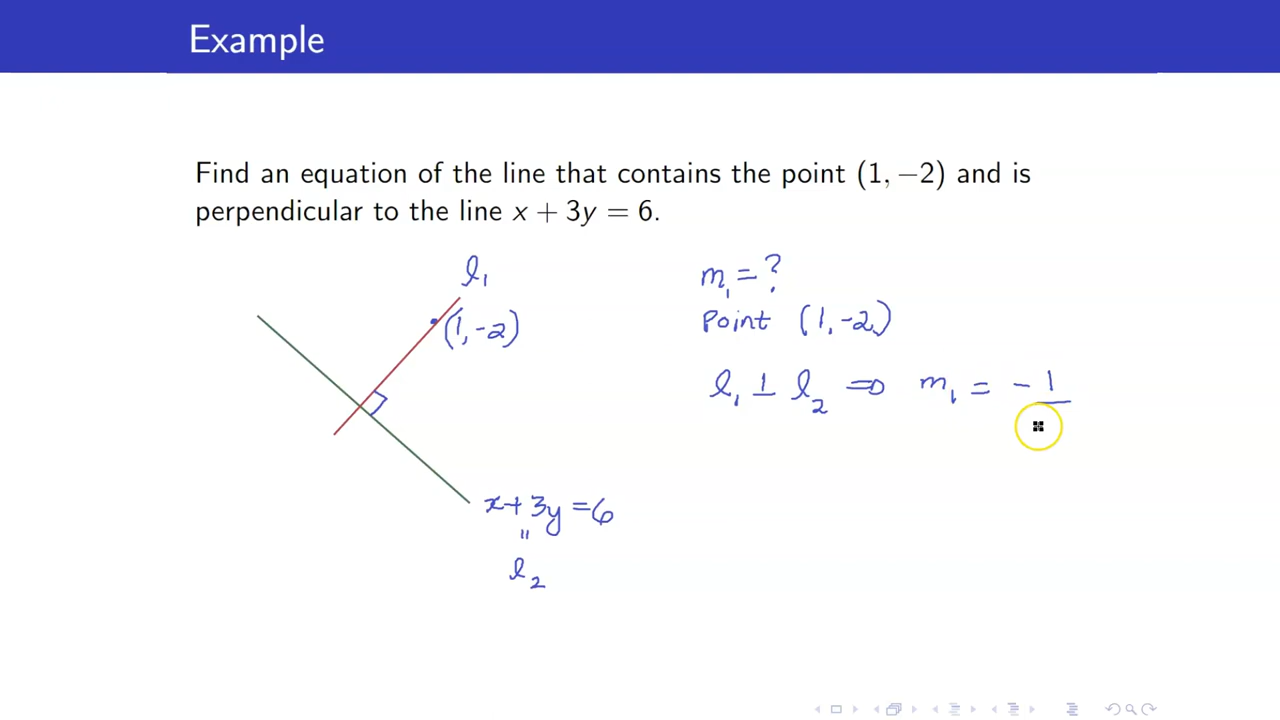 Example
Find an equation of the line that contains the point (1, −2) and is
perpendicular to the line x + 3y = 6.
l₁
(1, -2)
x + 3y = 6
"
l₂
m₁ = ?
Point (1, -2)
l₁ ⊥ l₂ ⇒ m₁ = - 1